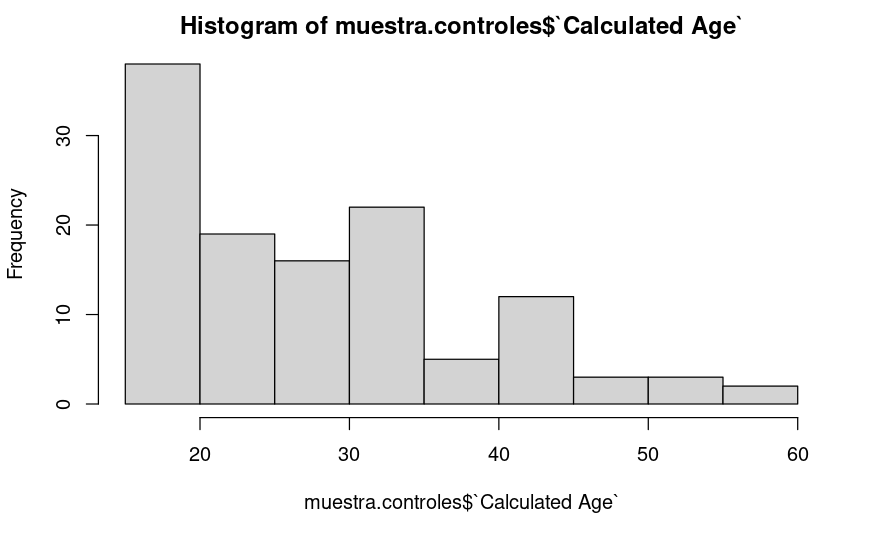 Histogram of muestra.controles$`Calculated Age`
Frequency
30
20
10
0
20 30 40 50 60
muestra.controles$`Calculated Age`